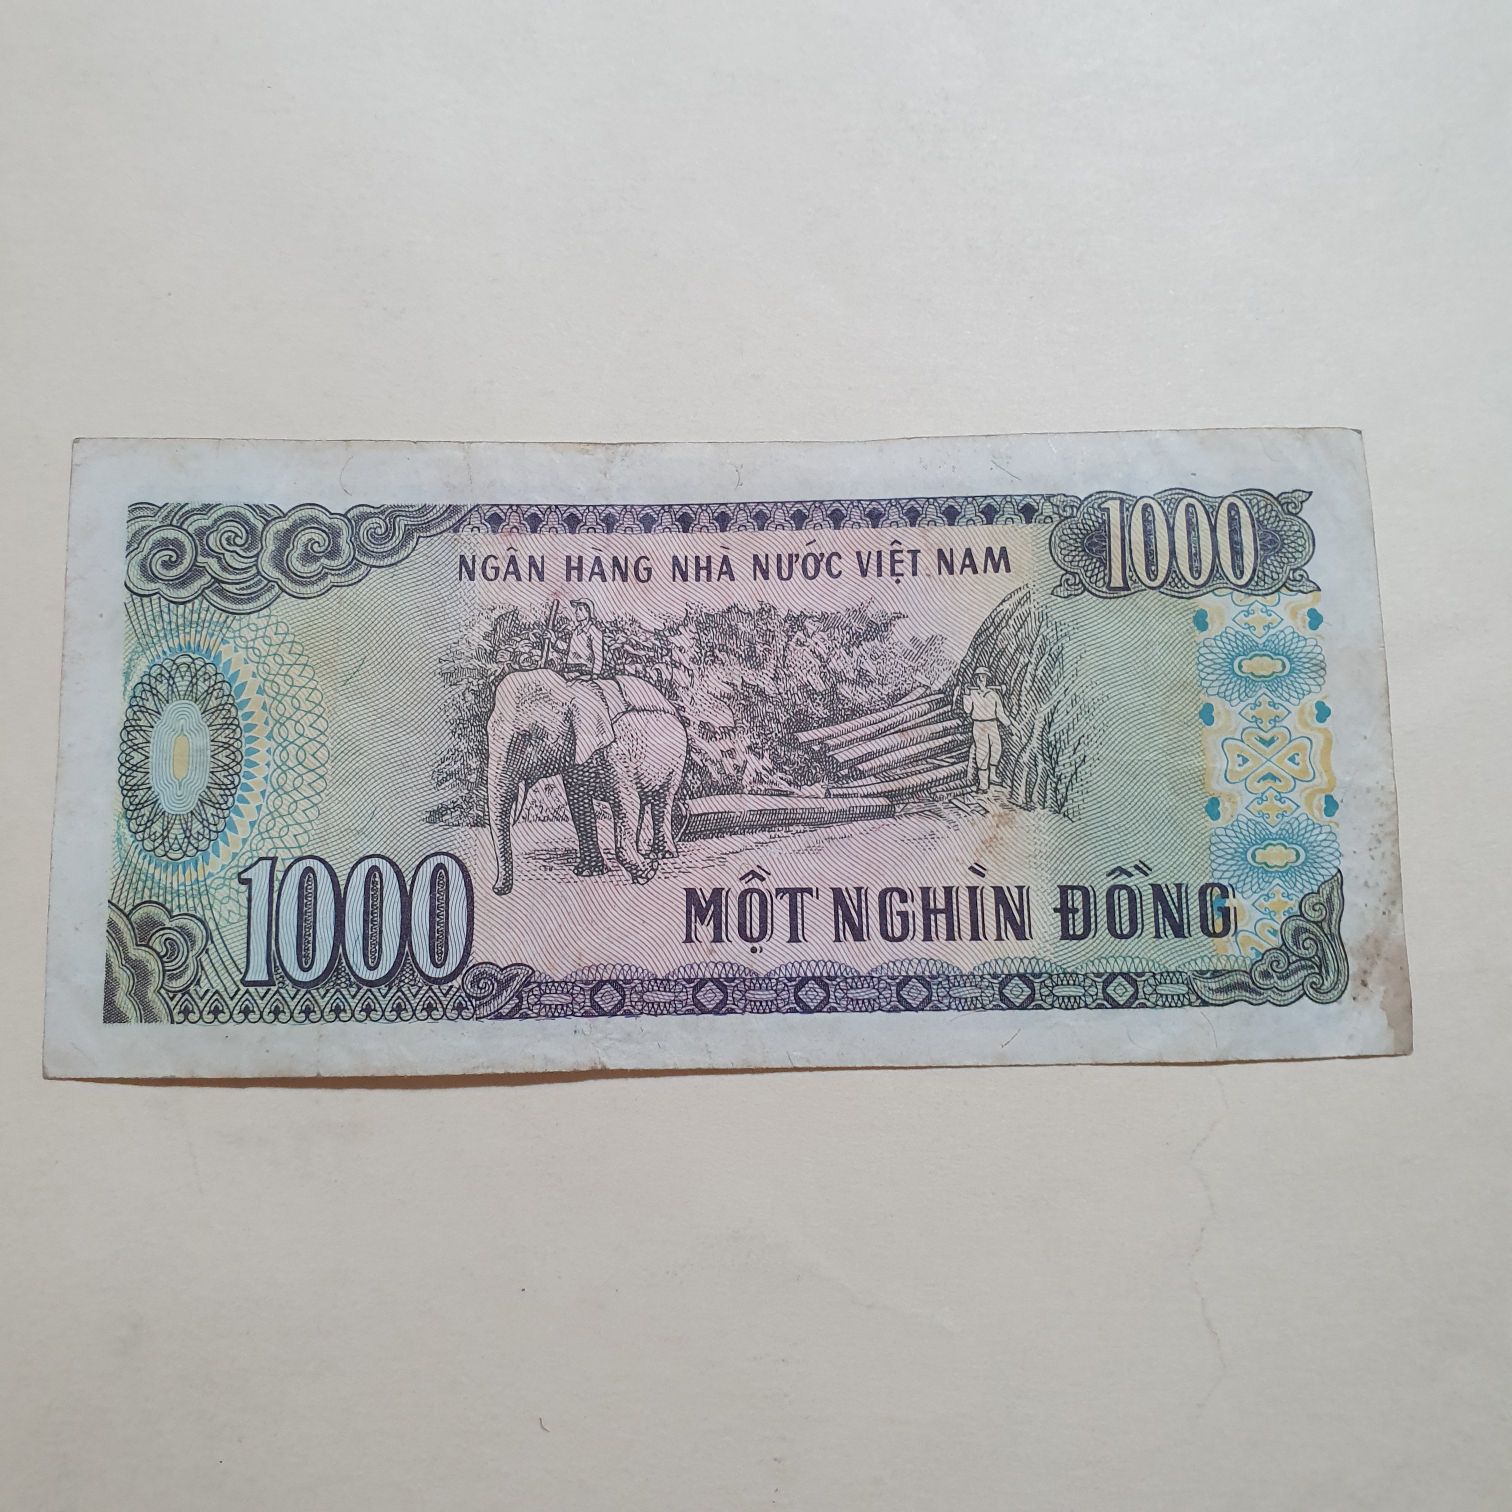 1000
NGÂN HÀNG NHÀ NƯỚC VIỆT NAM
1000
MỘT NGHÌN ĐỒNG